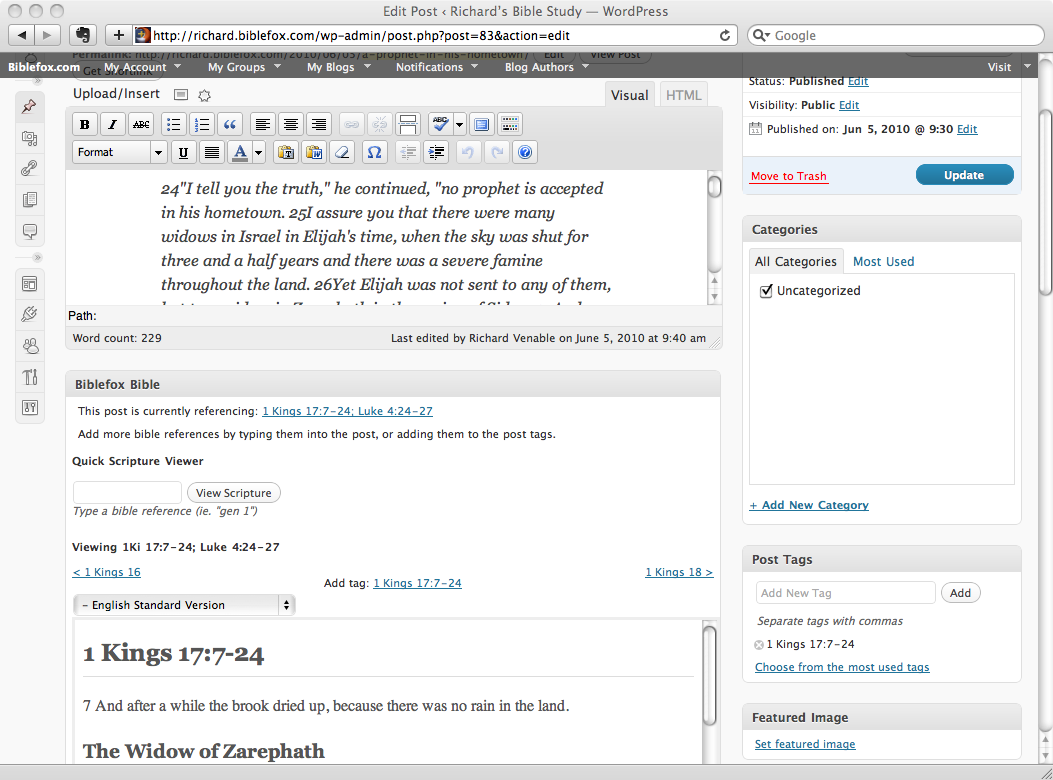 Edit Post ‹ Richard's Bible Study — WordPress
http://richard.biblefox.com/wp-admin/post.php?post=83&action=edit
Google
Permalink: http://richard.biblefox.com/2010/06/05/a-prophet-in-his-hometown/ Edit View Post
Get Shortlink
Biblefox.com My Account My Groups My Blogs Notifications Blog Authors Visit
Upload/Insert
Visual HTML
B I ABC ABC
Format U A T W Ω ?
24"I tell you the truth," he continued, "no prophet is accepted
in his hometown. 25I assure you that there were many
widows in Israel in Elijah's time, when the sky was shut for
three and a half years and there was a severe famine
throughout the land. 26Yet Elijah was not sent to any of them,
Path:
Word count: 229 Last edited by Richard Venable on June 5, 2010 at 9:40 am
Biblefox Bible
This post is currently referencing: 1 Kings 17:7-24; Luke 4:24-27
Add more bible references by typing them into the post, or adding them to the post tags.
Quick Scripture Viewer
View Scripture
Type a bible reference (ie. "gen 1")
Viewing 1Ki 17:7-24; Luke 4:24-27
< 1 Kings 16
1 Kings 18 >
Add tag: 1 Kings 17:7-24
- English Standard Version
1 Kings 17:7-24
7 And after a while the brook dried up, because there was no rain in the land.
The Widow of Zarephath
Status: Published Edit
Visibility: Public Edit
Published on: Jun 5, 2010 @ 9:30 Edit
Move to Trash
Update
Categories
All Categories Most Used
Uncategorized
+ Add New Category
Post Tags
Add New Tag
Add
Separate tags with commas
1 Kings 17:7-24
Choose from the most used tags
Featured Image
Set featured image